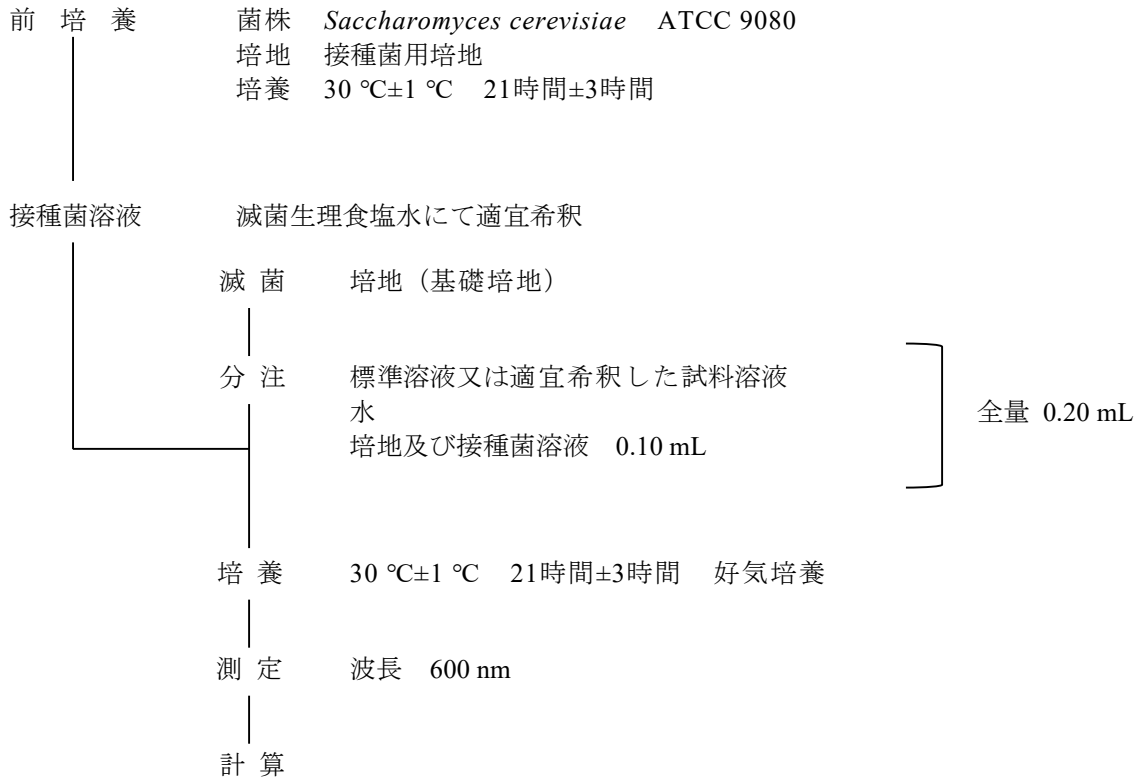 前 培 養 菌株 Saccharomyces cerevisiae ATCC 9080
培地 接種菌用培地
培養 30 ℃±1 ℃ 21時間±3時間
接種菌溶液 滅菌生理食塩水にて適宜希釈
滅 菌 培地（基礎培地）
分 注 標準溶液又は適宜希釈した試料溶液
水
全量 0.20 mL
培地及び接種菌溶液 0.10 mL
培 養 30 ℃±1 ℃ 21時間±3時間 好気培養
測 定 波長 600 nm
計 算